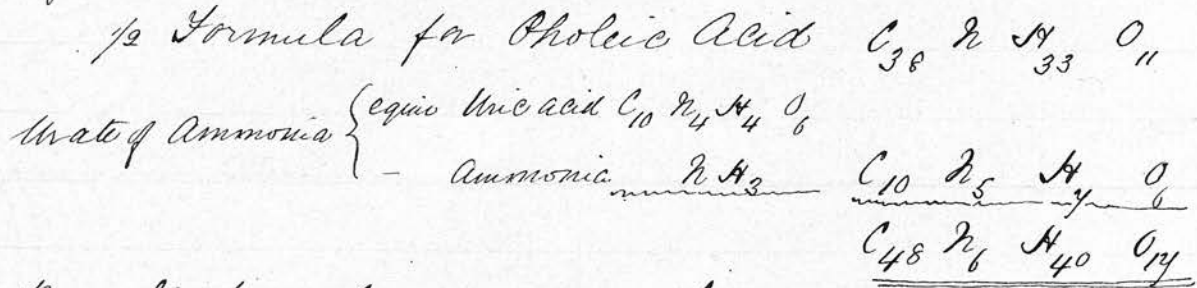 1/2 Formula for Choleic Acid C38 N H33 O11
Urate of Ammonia { equiv Uric acid C10 N4 H4 O6
— Ammonia N H3 C10 N5 H7 O6
C48 N6 H40 O17